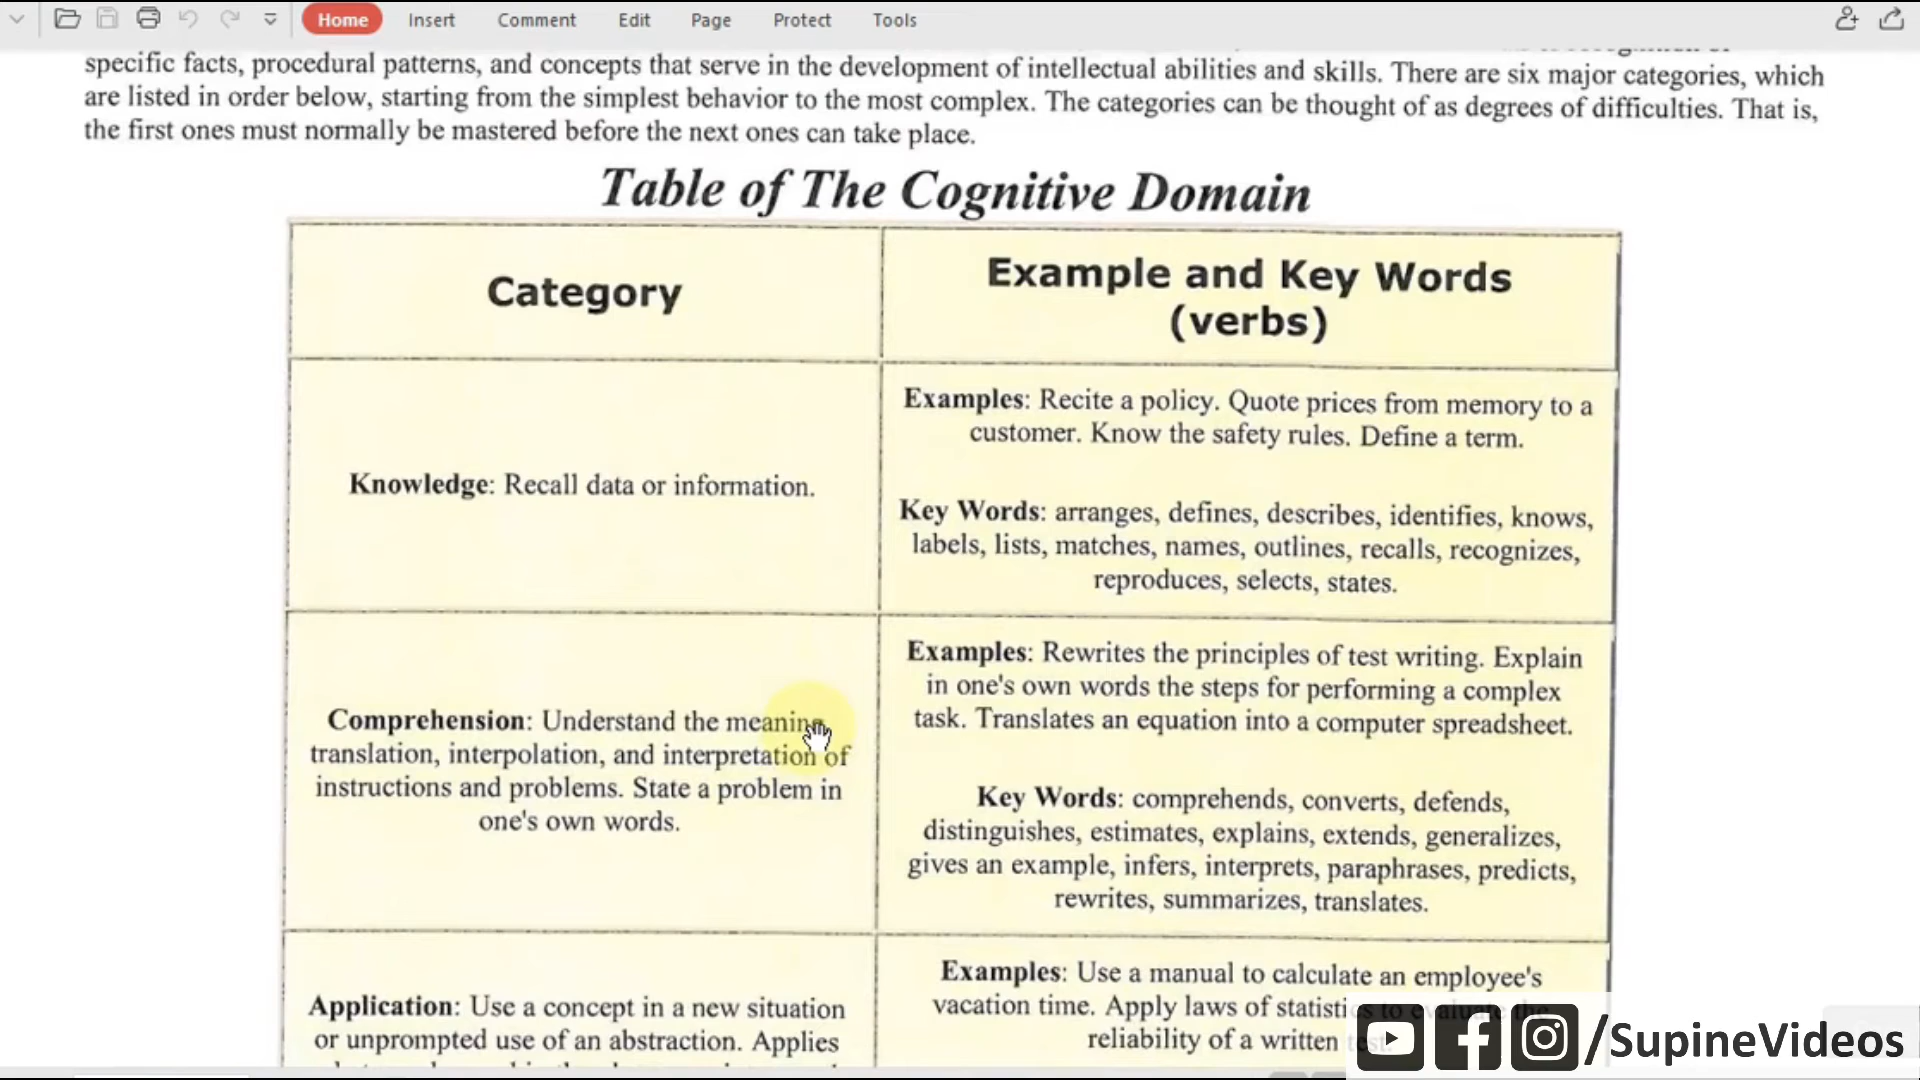 Home Insert Comment Edit Page Protect Tools
specific facts, procedural patterns, and concepts that serve in the development of intellectual abilities and skills. There are six major categories, which
are listed in order below, starting from the simplest behavior to the most complex. The categories can be thought of as degrees of difficulties. That is,
the first ones must normally be mastered before the next ones can take place.
Table of The Cognitive Domain
Category
Example and Key Words
(verbs)
Knowledge: Recall data or information.
Examples: Recite a policy. Quote prices from memory to a
customer. Know the safety rules. Define a term.
Key Words: arranges, defines, describes, identifies, knows,
labels, lists, matches, names, outlines, recalls, recognizes,
reproduces, selects, states.
Comprehension: Understand the meaning,
translation, interpolation, and interpretation of
instructions and problems. State a problem in
one's own words.
Examples: Rewrites the principles of test writing. Explain
in one's own words the steps for performing a complex
task. Translates an equation into a computer spreadsheet.
Key Words: comprehends, converts, defends,
distinguishes, estimates, explains, extends, generalizes,
gives an example, infers, interprets, paraphrases, predicts,
rewrites, summarizes, translates.
Application: Use a concept in a new situation
or unprompted use of an abstraction. Applies
Examples: Use a manual to calculate an employee's
vacation time. Apply laws of statistics to evaluate the
reliability of a written test.
/SupineVideos